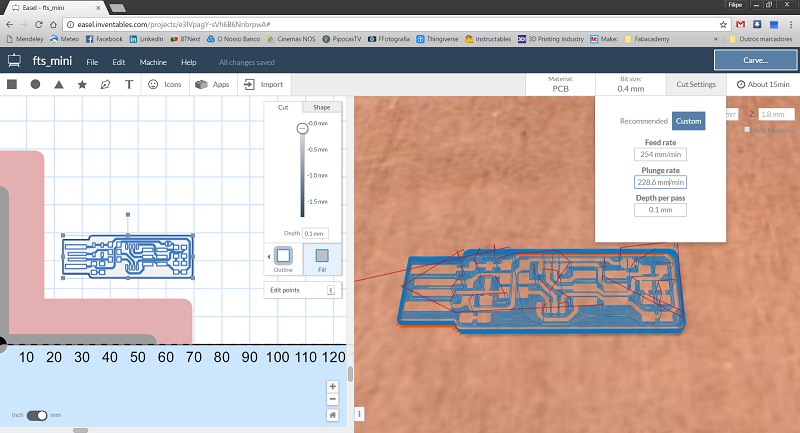 Easel - fts_mini
Filipe
easel.inventables.com/projects/e3lVpagY-sVh6B6NnbrpwA#
Mendeley Meteo Facebook LinkedIn BTNext O Nosso Banco Cinemas NOS PipocasTV FFotografia Thingiverse Instructables 3D Printing Industry Make: Fabacademy Outros marcadores
fts_mini File Edit Machine Help All changes saved Carve...
T Icons Apps Import
Material: PCB
Bit size: 0.4 mm
Cut Settings
About 15min
Cut Shape
-0.0 mm
-0.5 mm
-1.0 mm
-1.5 mm
Depth 0.1 mm
Outline Fill
Edit points E
Recommended Custom
Feed rate
254 mm/min
Plunge rate
228.6 mm/min
Depth per pass
0.1 mm
mm Z: 1.8 mm
10 20 30 40 50 60 70 80 90 100 110 120
inch mm